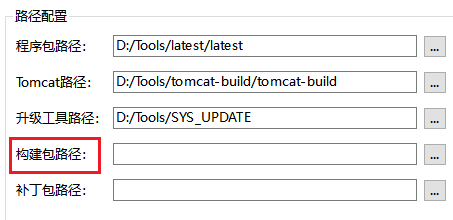 路径配置
程序包路径： D:/Tools/latest/latest ...
Tomcat路径： D:/Tools/tomcat-build/tomcat-build ...
升级工具路径： D:/Tools/SYS_UPDATE ...
构建包路径： ...
补丁包路径： ...